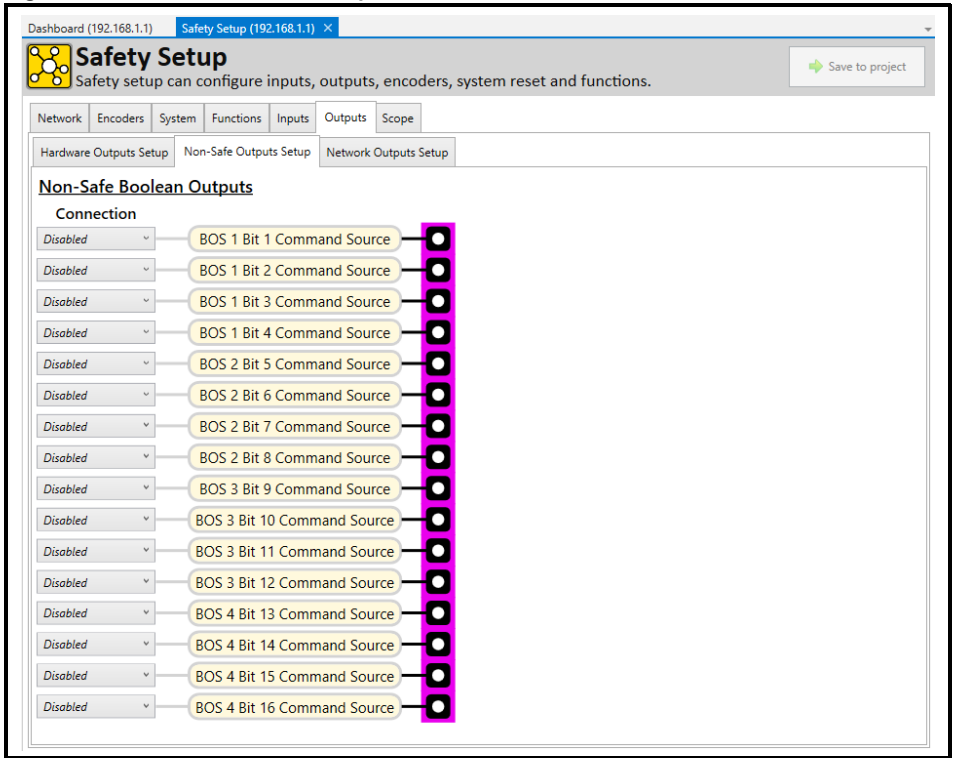 Dashboard (192.168.1.1) Safety Setup (192.168.1.1) ×
Safety Setup
Safety setup can configure inputs, outputs, encoders, system reset and functions.
Save to project
Network Encoders System Functions Inputs Outputs Scope
Hardware Outputs Setup Non-Safe Outputs Setup Network Outputs Setup
Non-Safe Boolean Outputs
Connection
Disabled BOS 1 Bit 1 Command Source
Disabled BOS 1 Bit 2 Command Source
Disabled BOS 1 Bit 3 Command Source
Disabled BOS 1 Bit 4 Command Source
Disabled BOS 2 Bit 5 Command Source
Disabled BOS 2 Bit 6 Command Source
Disabled BOS 2 Bit 7 Command Source
Disabled BOS 2 Bit 8 Command Source
Disabled BOS 3 Bit 9 Command Source
Disabled BOS 3 Bit 10 Command Source
Disabled BOS 3 Bit 11 Command Source
Disabled BOS 3 Bit 12 Command Source
Disabled BOS 4 Bit 13 Command Source
Disabled BOS 4 Bit 14 Command Source
Disabled BOS 4 Bit 15 Command Source
Disabled BOS 4 Bit 16 Command Source